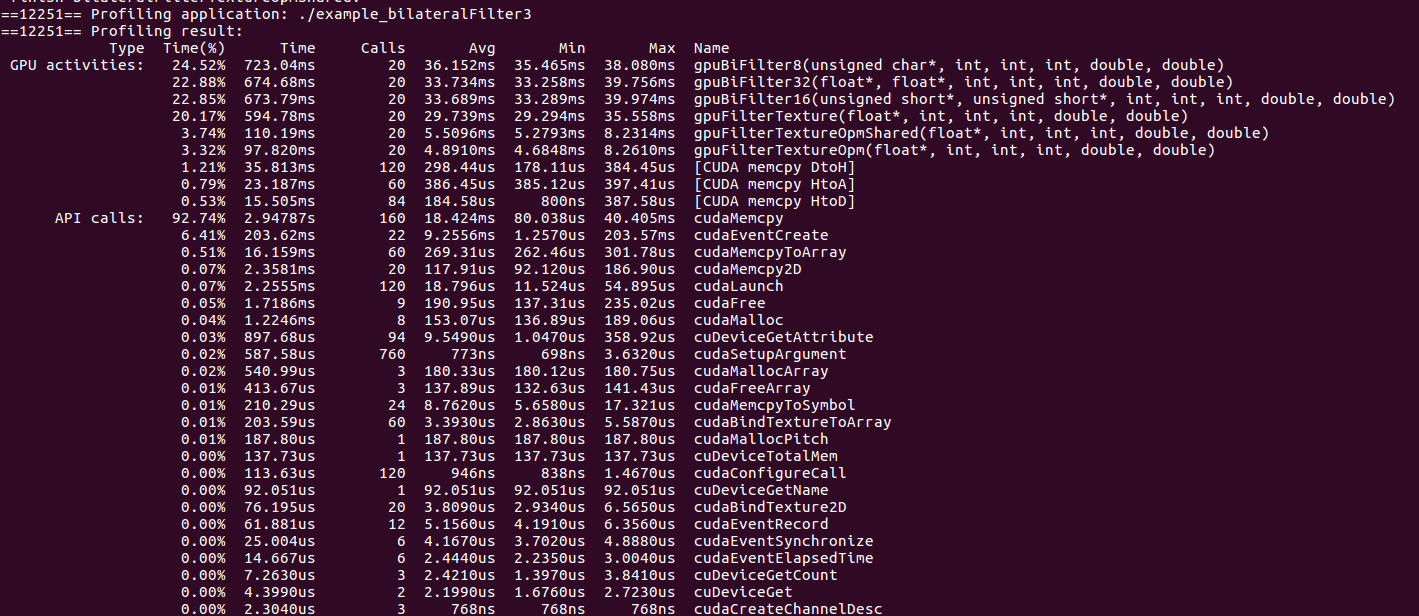 ==12251== Profiling application: ./example_bilateralFilter3
==12251== Profiling result:
Type Time(%) Time Calls Avg Min Max Name
GPU activities: 24.52% 723.04ms 20 36.152ms 35.465ms 38.080ms gpuBiFilter8(unsigned char*, int, int, int, double, double)
22.88% 674.68ms 20 33.734ms 33.258ms 39.756ms gpuBiFilter32(float*, float*, int, int, int, double, double)
22.85% 673.79ms 20 33.689ms 33.289ms 39.974ms gpuBiFilter16(unsigned short*, unsigned short*, int, int, int, double, double)
20.17% 594.78ms 20 29.739ms 29.294ms 35.558ms gpuFilterTexture(float*, int, int, int, double, double)
3.74% 110.19ms 20 5.5096ms 5.2793ms 8.2314ms gpuFilterTextureOpmShared(float*, int, int, int, double, double)
3.32% 97.820ms 20 4.8910ms 4.6848ms 8.2610ms gpuFilterTextureOpm(float*, int, int, int, double, double)
1.21% 35.813ms 120 298.44us 178.11us 384.45us [CUDA memcpy DtoH]
0.79% 23.187ms 60 386.45us 385.12us 397.41us [CUDA memcpy HtoA]
0.53% 15.505ms 84 184.58us 800ns 387.58us [CUDA memcpy HtoD]
API calls: 92.74% 2.94787s 160 18.424ms 80.038us 40.405ms cudaMemcpy
6.41% 203.62ms 22 9.2556ms 1.2570us 203.57ms cudaEventCreate
0.51% 16.159ms 60 269.31us 262.46us 301.78us cudaMemcpyToArray
0.07% 2.3581ms 20 117.91us 92.120us 186.90us cudaMemcpy2D
0.07% 2.2555ms 120 18.796us 11.524us 54.895us cudaLaunch
0.05% 1.7186ms 9 190.95us 137.31us 235.02us cudaFree
0.04% 1.2246ms 8 153.07us 136.89us 189.06us cudaMalloc
0.03% 897.68us 94 9.5490us 1.0470us 358.92us cuDeviceGetAttribute
0.02% 587.58us 760 773ns 698ns 3.6320us cudaSetupArgument
0.02% 540.99us 3 180.33us 180.12us 180.75us cudaMallocArray
0.01% 413.67us 3 137.89us 132.63us 141.43us cudaFreeArray
0.01% 210.29us 24 8.7620us 5.6580us 17.321us cudaMemcpyToSymbol
0.01% 203.59us 60 3.3930us 2.8630us 5.5870us cudaBindTextureToArray
0.01% 187.80us 1 187.80us 187.80us 187.80us cudaMallocPitch
0.00% 137.73us 1 137.73us 137.73us 137.73us cuDeviceTotalMem
0.00% 113.63us 120 946ns 838ns 1.4670us cudaConfigureCall
0.00% 92.051us 1 92.051us 92.051us 92.051us cuDeviceGetName
0.00% 76.195us 20 3.8090us 2.9340us 6.5650us cudaBindTexture2D
0.00% 61.881us 12 5.1560us 4.1910us 6.3560us cudaEventRecord
0.00% 25.004us 6 4.1670us 3.7020us 4.8880us cudaEventSynchronize
0.00% 14.667us 6 2.4440us 2.2350us 3.0040us cudaEventElapsedTime
0.00% 7.2630us 3 2.4210us 1.3970us 3.8410us cuDeviceGetCount
0.00% 4.3990us 2 2.1990us 1.6760us 2.7230us cuDeviceGet
0.00% 2.3040us 3 768ns 768ns 768ns cudaCreateChannelDesc